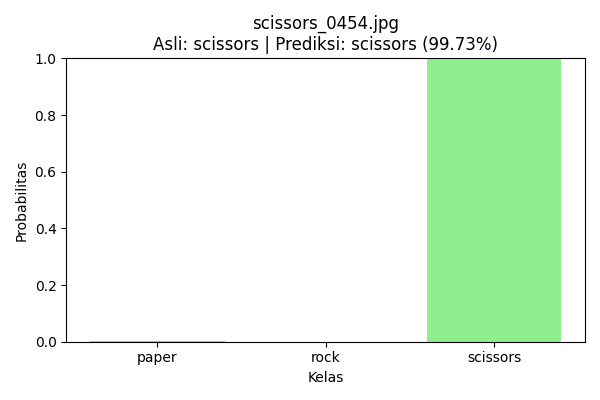 scissors_0454.jpg
Asli: scissors | Prediksi: scissors (99.73%)
1.0
0.8
0.6
0.4
0.2
0.0
Probabilitas
paper rock scissors
Kelas